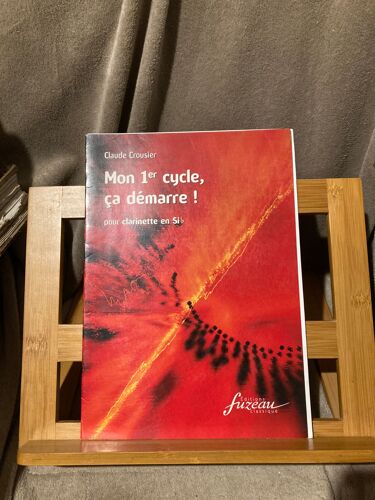 Claude Crousier
Mon 1er cycle,
ça démarre !
pour clarinette en Si♭
Éditions
fuzeau
classique